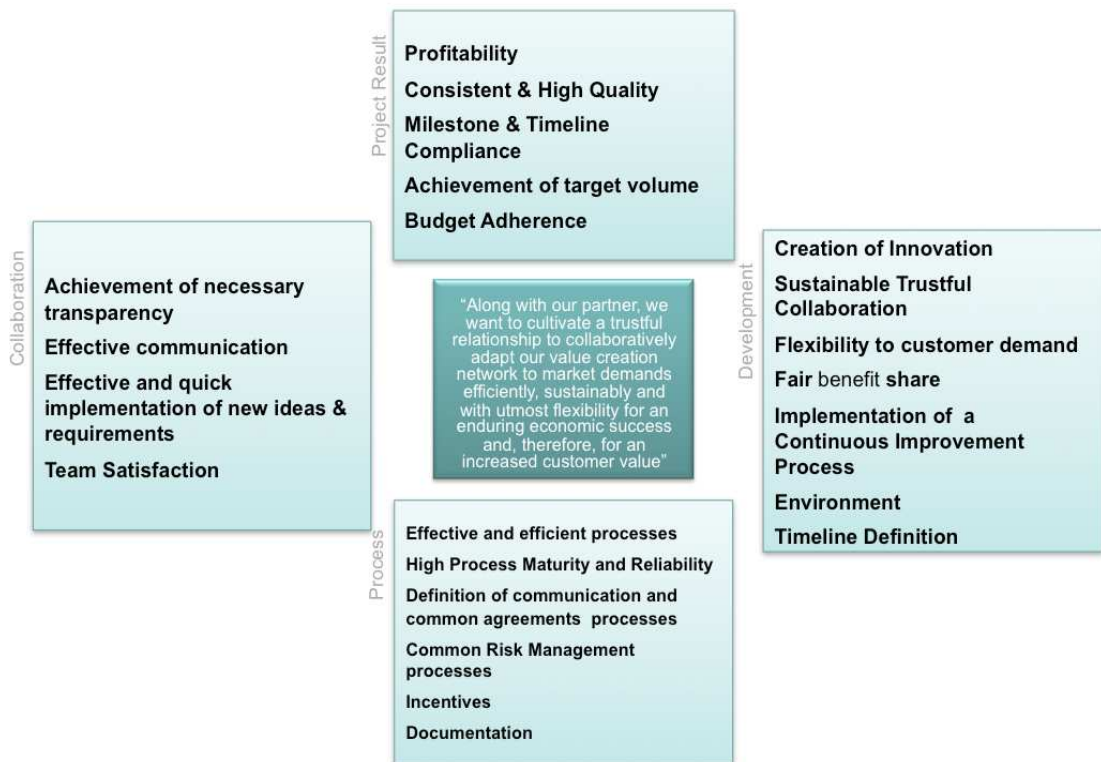 Project Result
Profitability
Consistent & High Quality
Milestone & Timeline
Compliance
Achievement of target volume
Budget Adherence
Collaboration
Achievement of necessary
transparency
Effective communication
Effective and quick
implementation of new ideas &
requirements
Team Satisfaction
“Along with our partner, we
want to cultivate a trustful
relationship to collaboratively
adapt our value creation
network to market demands
efficiently, sustainably and
with utmost flexibility for an
enduring economic success
and, therefore, for an
increased customer value”
Development
Creation of Innovation
Sustainable Trustful
Collaboration
Flexibility to customer demand
Fair benefit share
Implementation of a
Continuous Improvement
Process
Environment
Timeline Definition
Process
Effective and efficient processes
High Process Maturity and Reliability
Definition of communication and
common agreements processes
Common Risk Management
processes
Incentives
Documentation